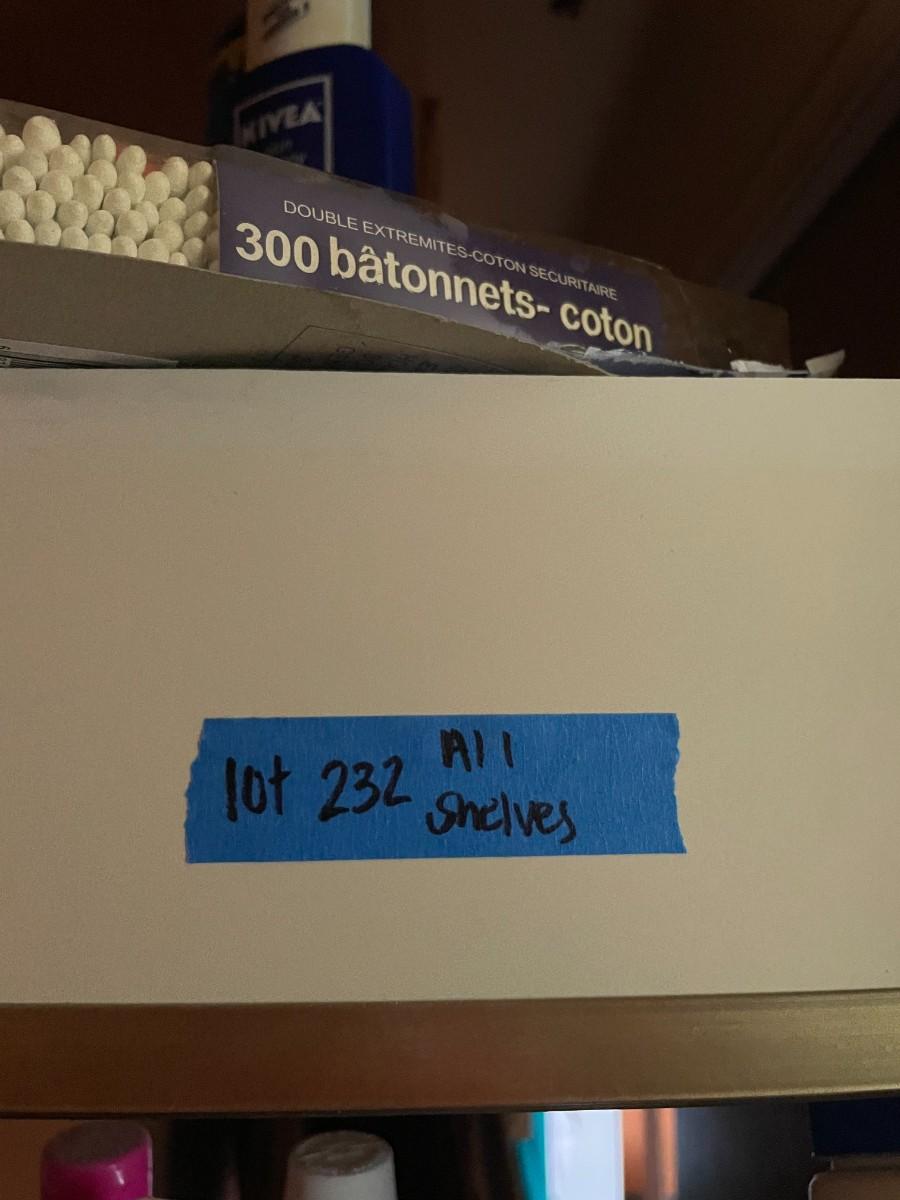 NIVEA
DOUBLE EXTREMITES-COTON SECURITAIRE
300 bâtonnets- coton
lot 232 All
Shelves